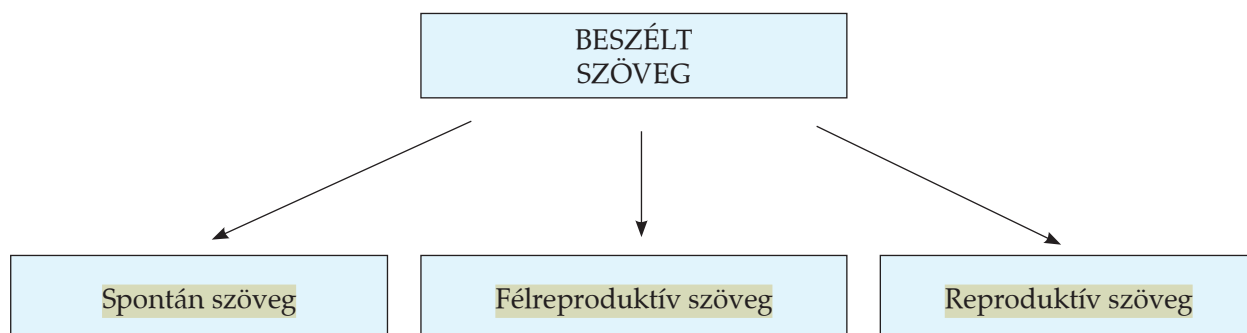 BESZÉLT
SZÖVEG
Spontán szöveg
Félreproduktív szöveg
Reproduktív szöveg